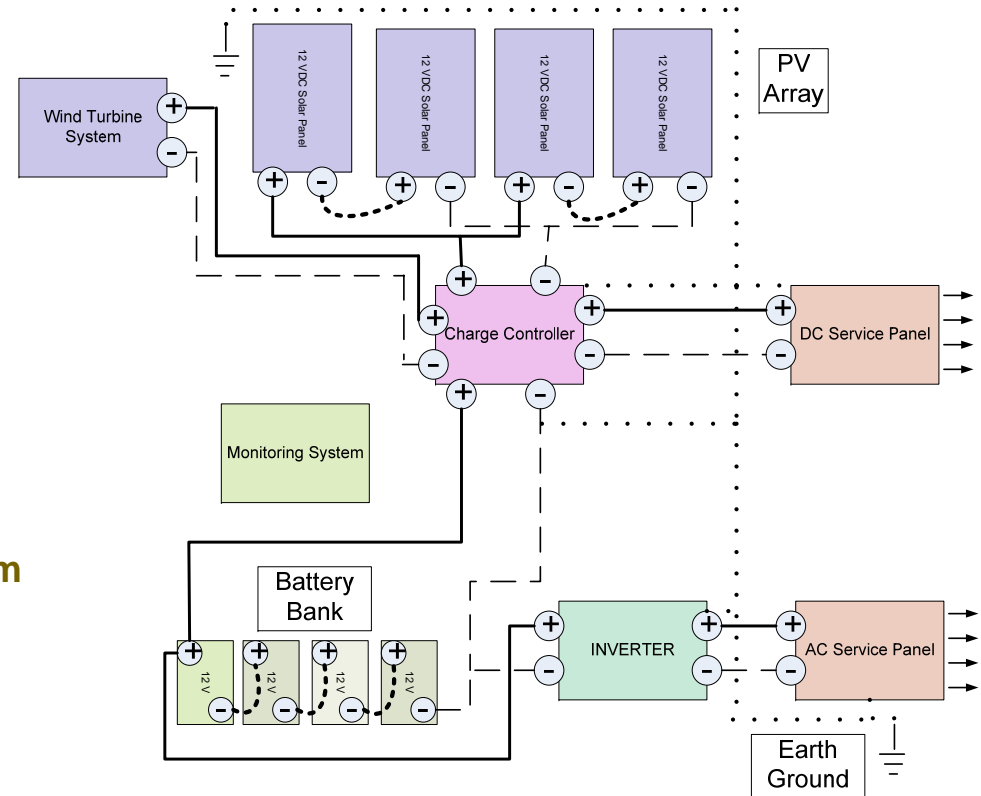 12 VDC Solar Panel
12 VDC Solar Panel
12 VDC Solar Panel
12 VDC Solar Panel
PV
Array
Wind Turbine
System
+
-
+
-
+
-
+
-
+
-
+
-
+
-
+
-
Charge Controller
+
-
+
-
DC Service Panel
+
-
Monitoring System
m
Battery
Bank
+
+
+
+
12 V
12 V
12 V
12 V
-
-
-
-
+
-
INVERTER
+
-
+
-
AC Service Panel
Earth
Ground